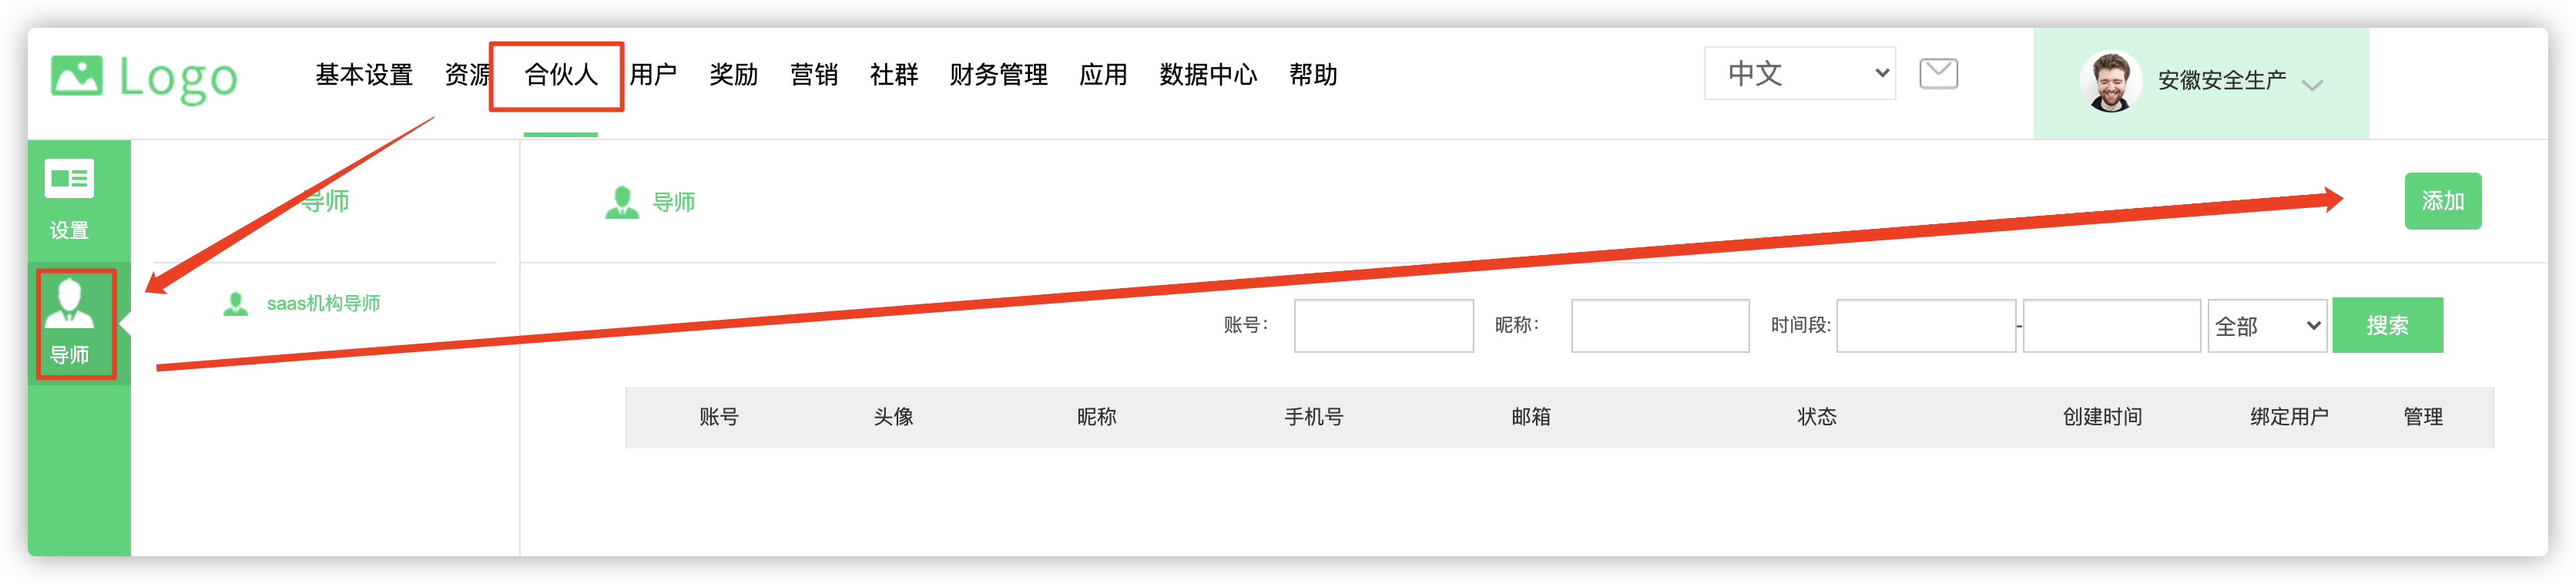 Logo
基本设置 资源 合伙人 用户 奖励 营销 社群 财务管理 应用 数据中心 帮助
中文
安徽安全生产
设置
导师
导师
saas机构导师
导师
添加
账号: 昵称: 时间段: - 全部 搜索
账号 头像 昵称 手机号 邮箱 状态 创建时间 绑定用户 管理